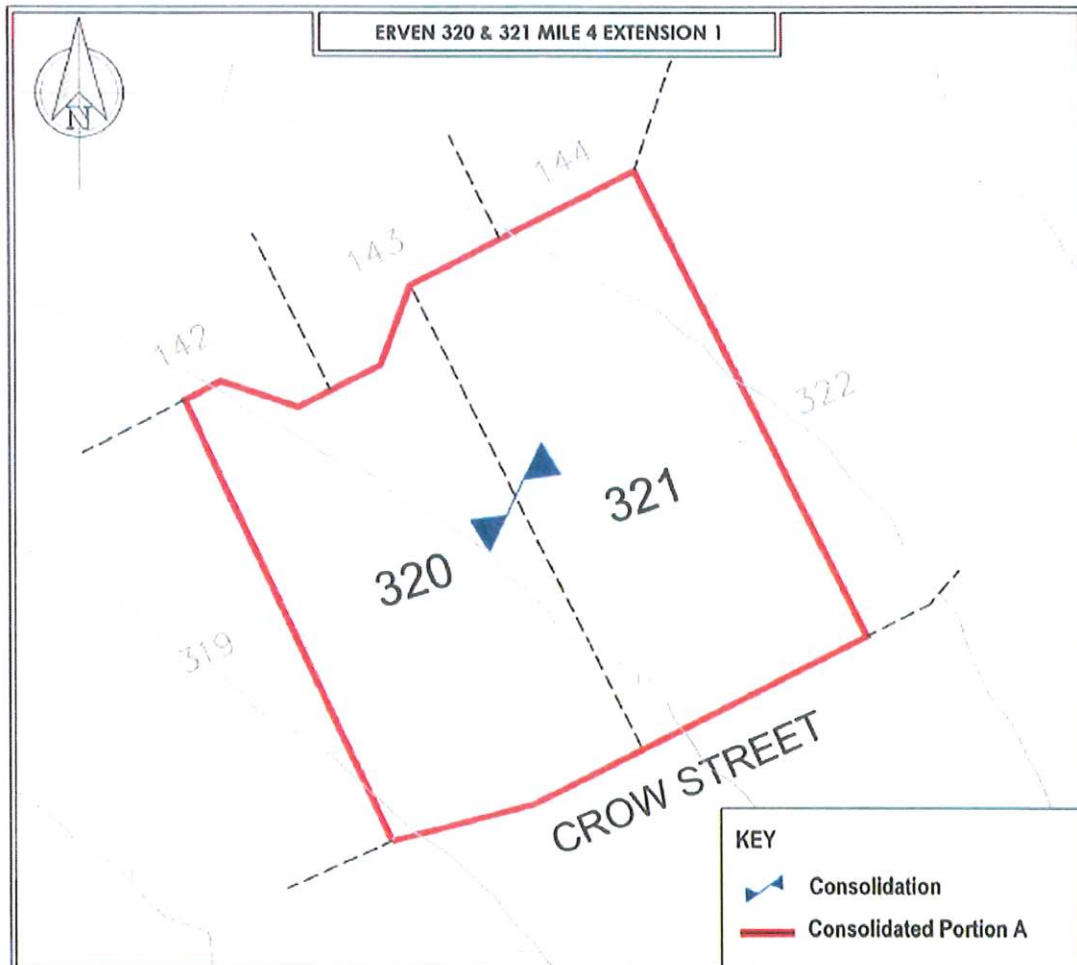 ERVEN 320 & 321 MILE 4 EXTENSION 1
N
144
143
142
322
321
320
319
CROW STREET
KEY
Consolidation
Consolidated Portion A